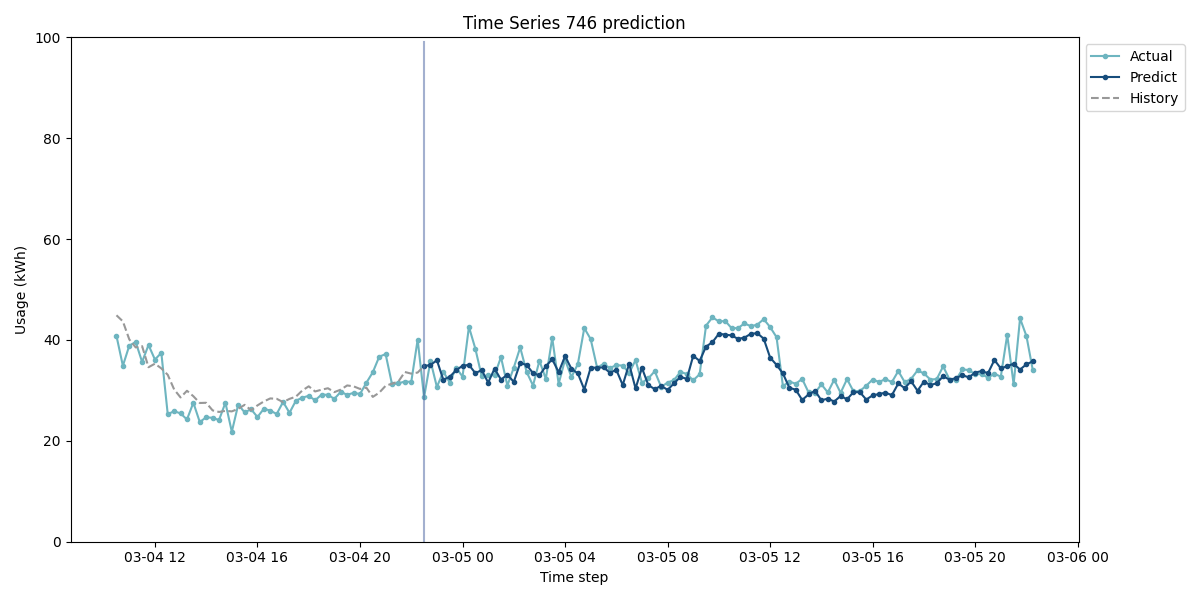 Time Series 746 prediction
Usage (kWh)
100
80
60
40
20
0
03-04 12 03-04 16 03-04 20 03-05 00 03-05 04 03-05 08 03-05 12 03-05 16 03-05 20 03-06 00
Time step
Actual
Predict
History